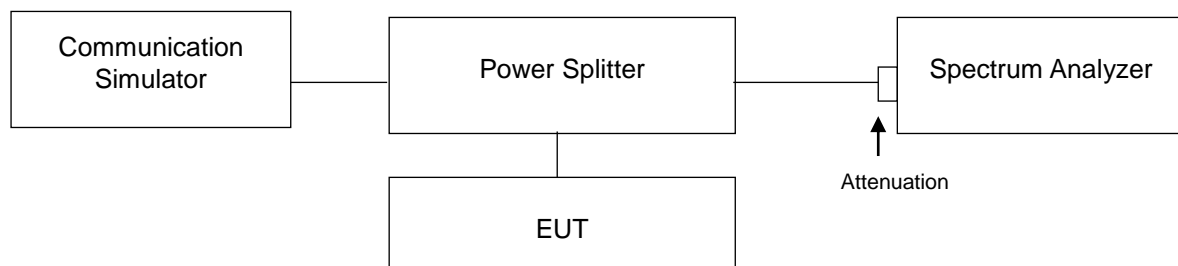 Communication
Simulator
Power Splitter
Spectrum Analyzer
Attenuation
EUT